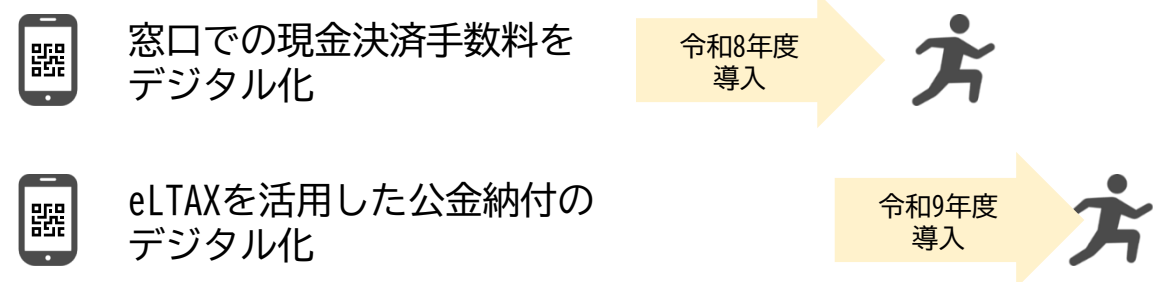 窓口での現金決済手数料を
デジタル化
令和8年度
導入
eLTAXを活用した公金納付の
デジタル化
令和9年度
導入